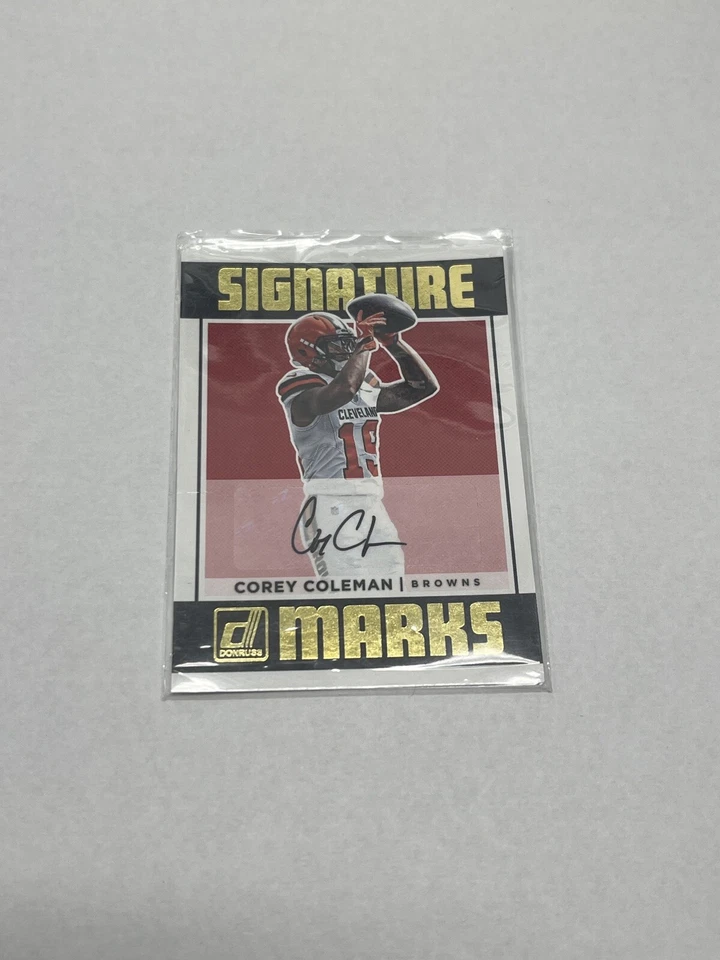 SIGNATURE
CLEVELAND
19
COREY COLEMAN | BROWNS
DONRUSS
MARKS